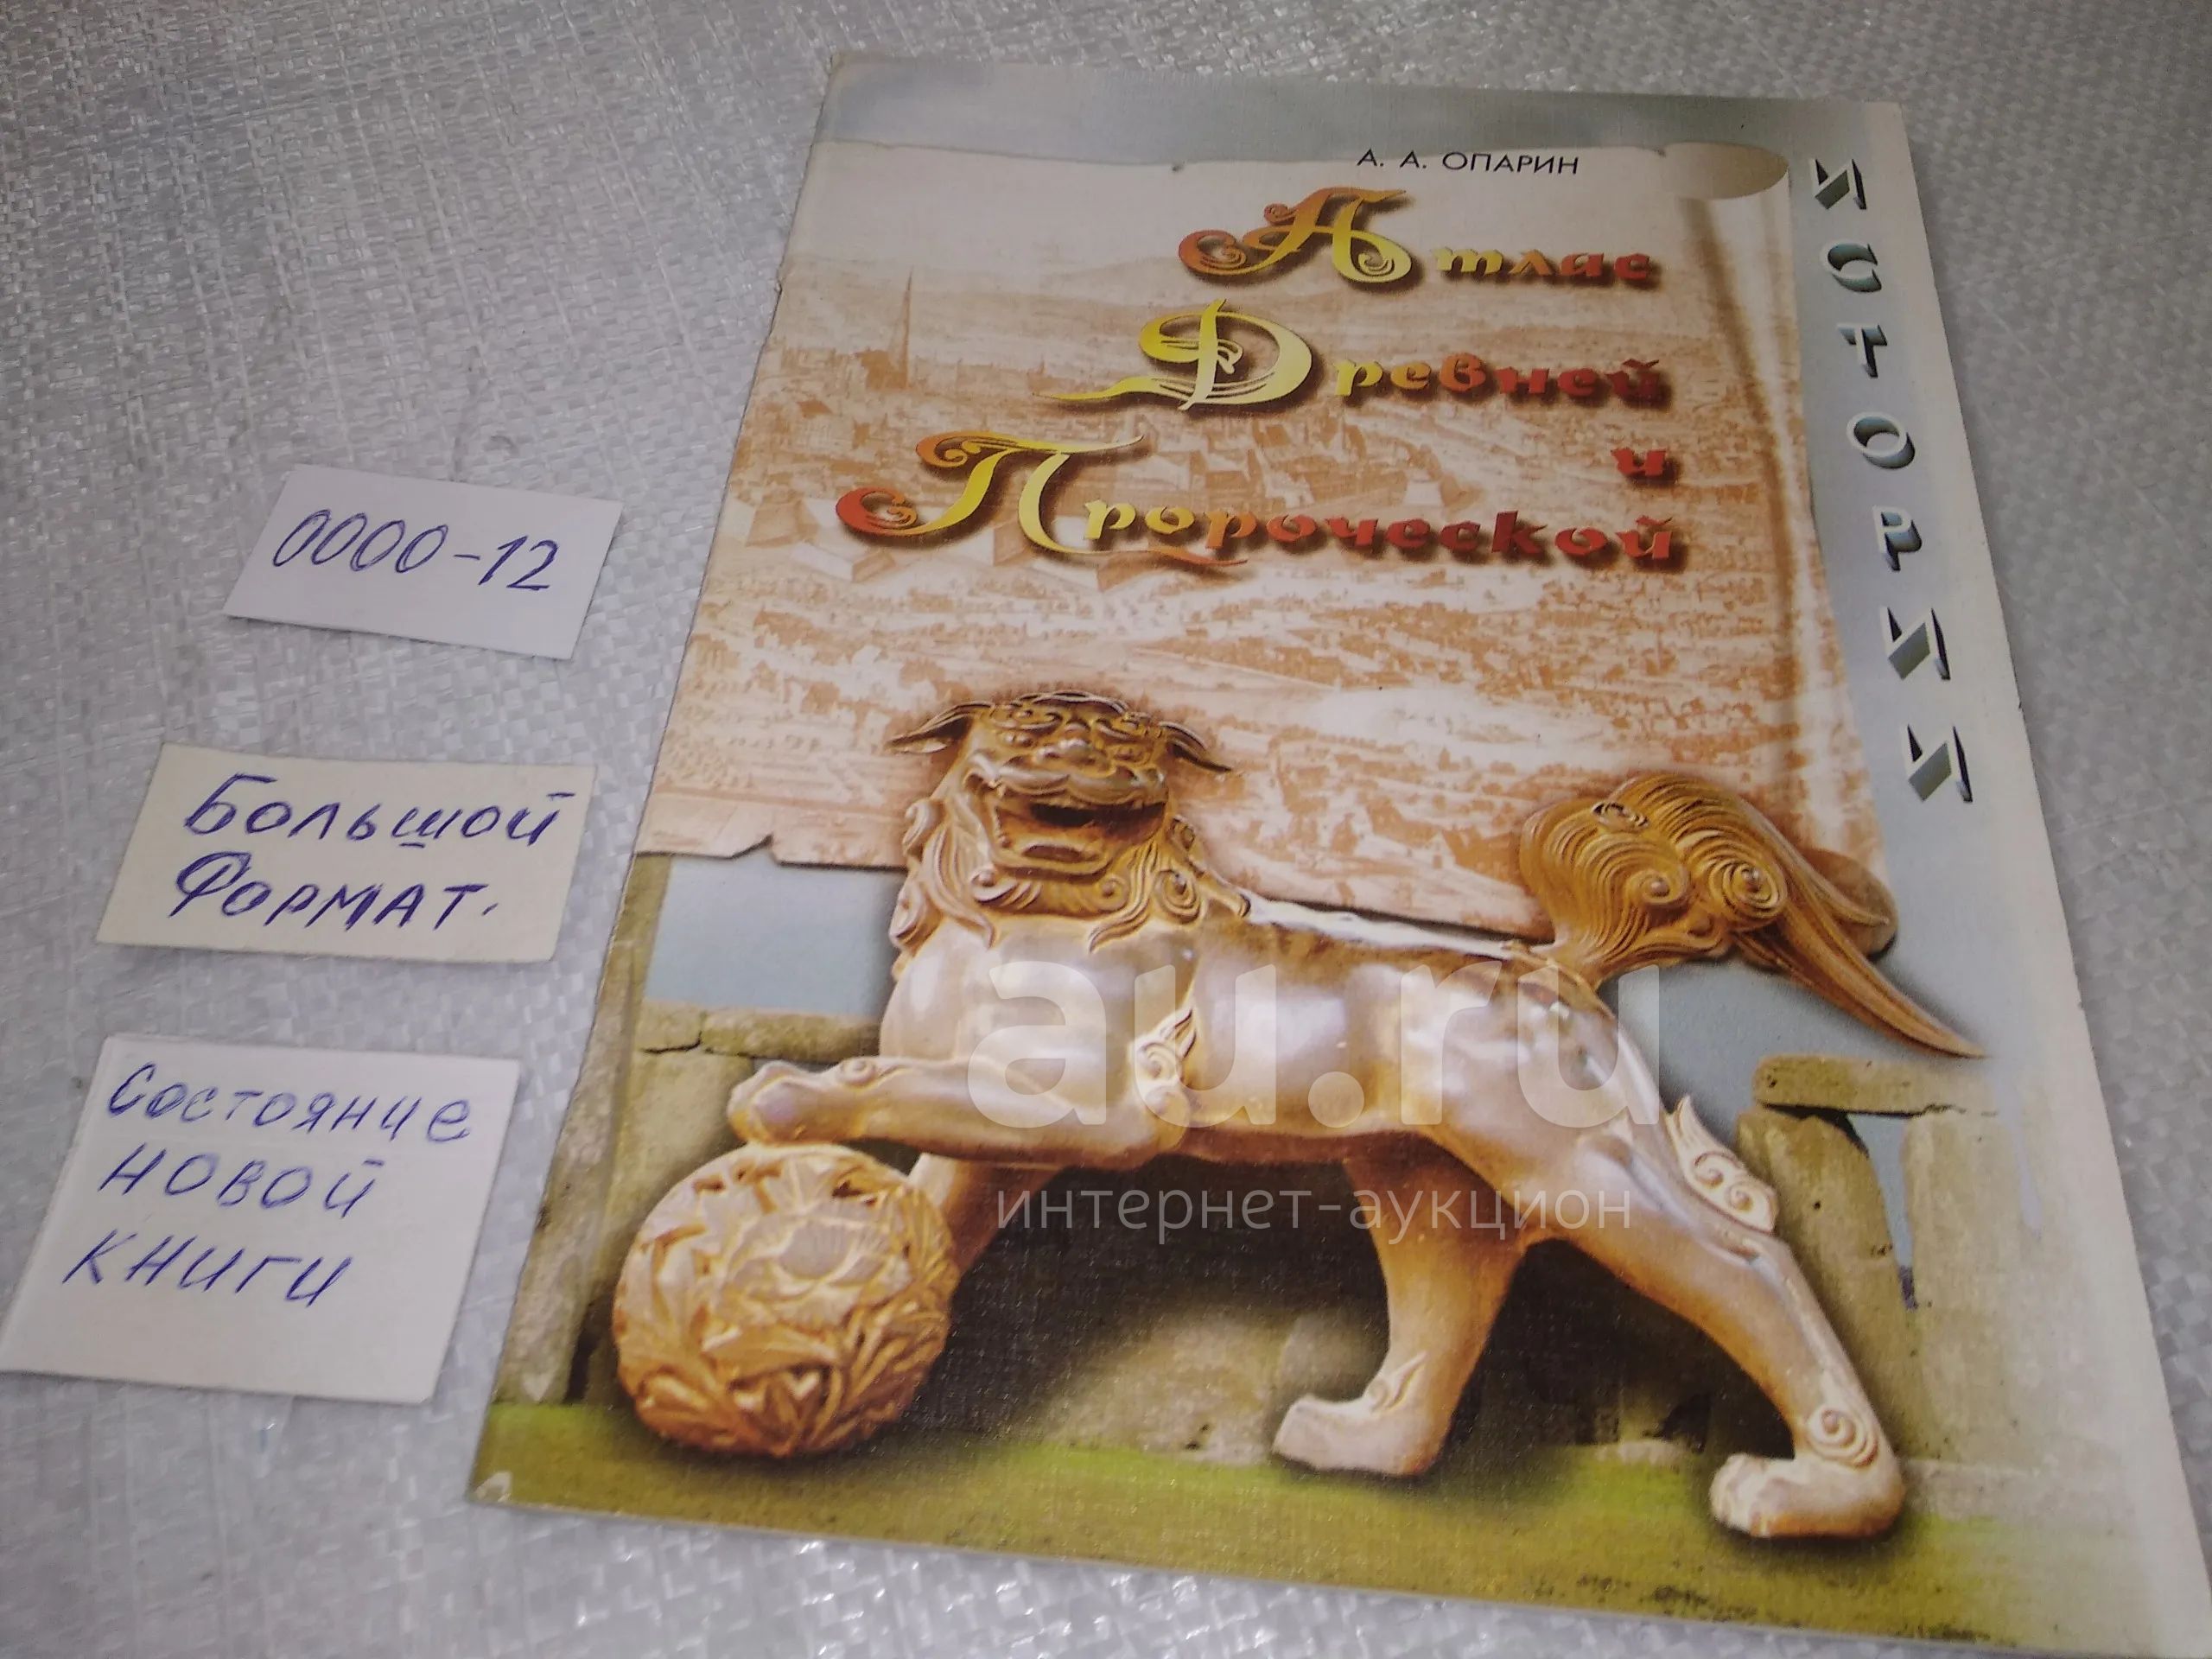 0000-12
Большой
Формат.
Состояние
новой
книги
А. А. ОПАРИН
Атлас
Древней
и
Пророческой
ИСТОРИИ
au.ru
интернет-аукцион